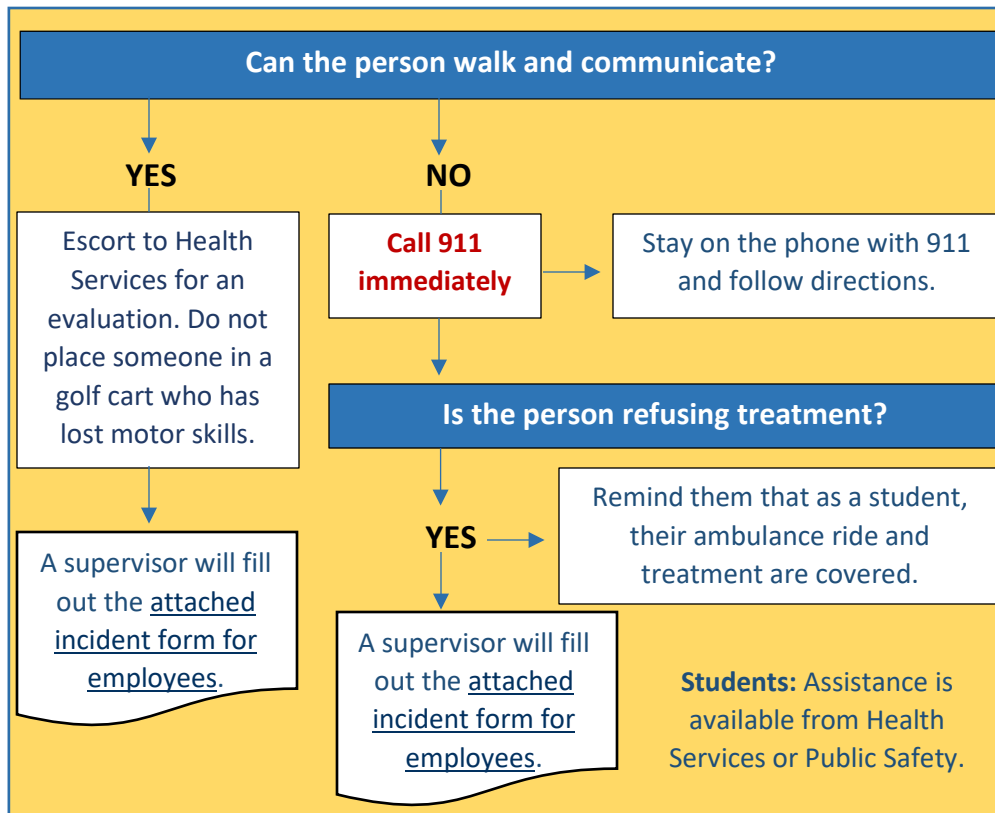 Can the person walk and communicate?
YES
NO
Escort to Health
Services for an
evaluation. Do not
place someone in a
golf cart who has
lost motor skills.
Call 911
immediately
Stay on the phone with 911
and follow directions.
Is the person refusing treatment?
A supervisor will fill
out the attached
incident form for
employees.
YES
Remind them that as a student,
their ambulance ride and
treatment are covered.
A supervisor will fill
out the attached
incident form for
employees.
Students: Assistance is
available from Health
Services or Public Safety.